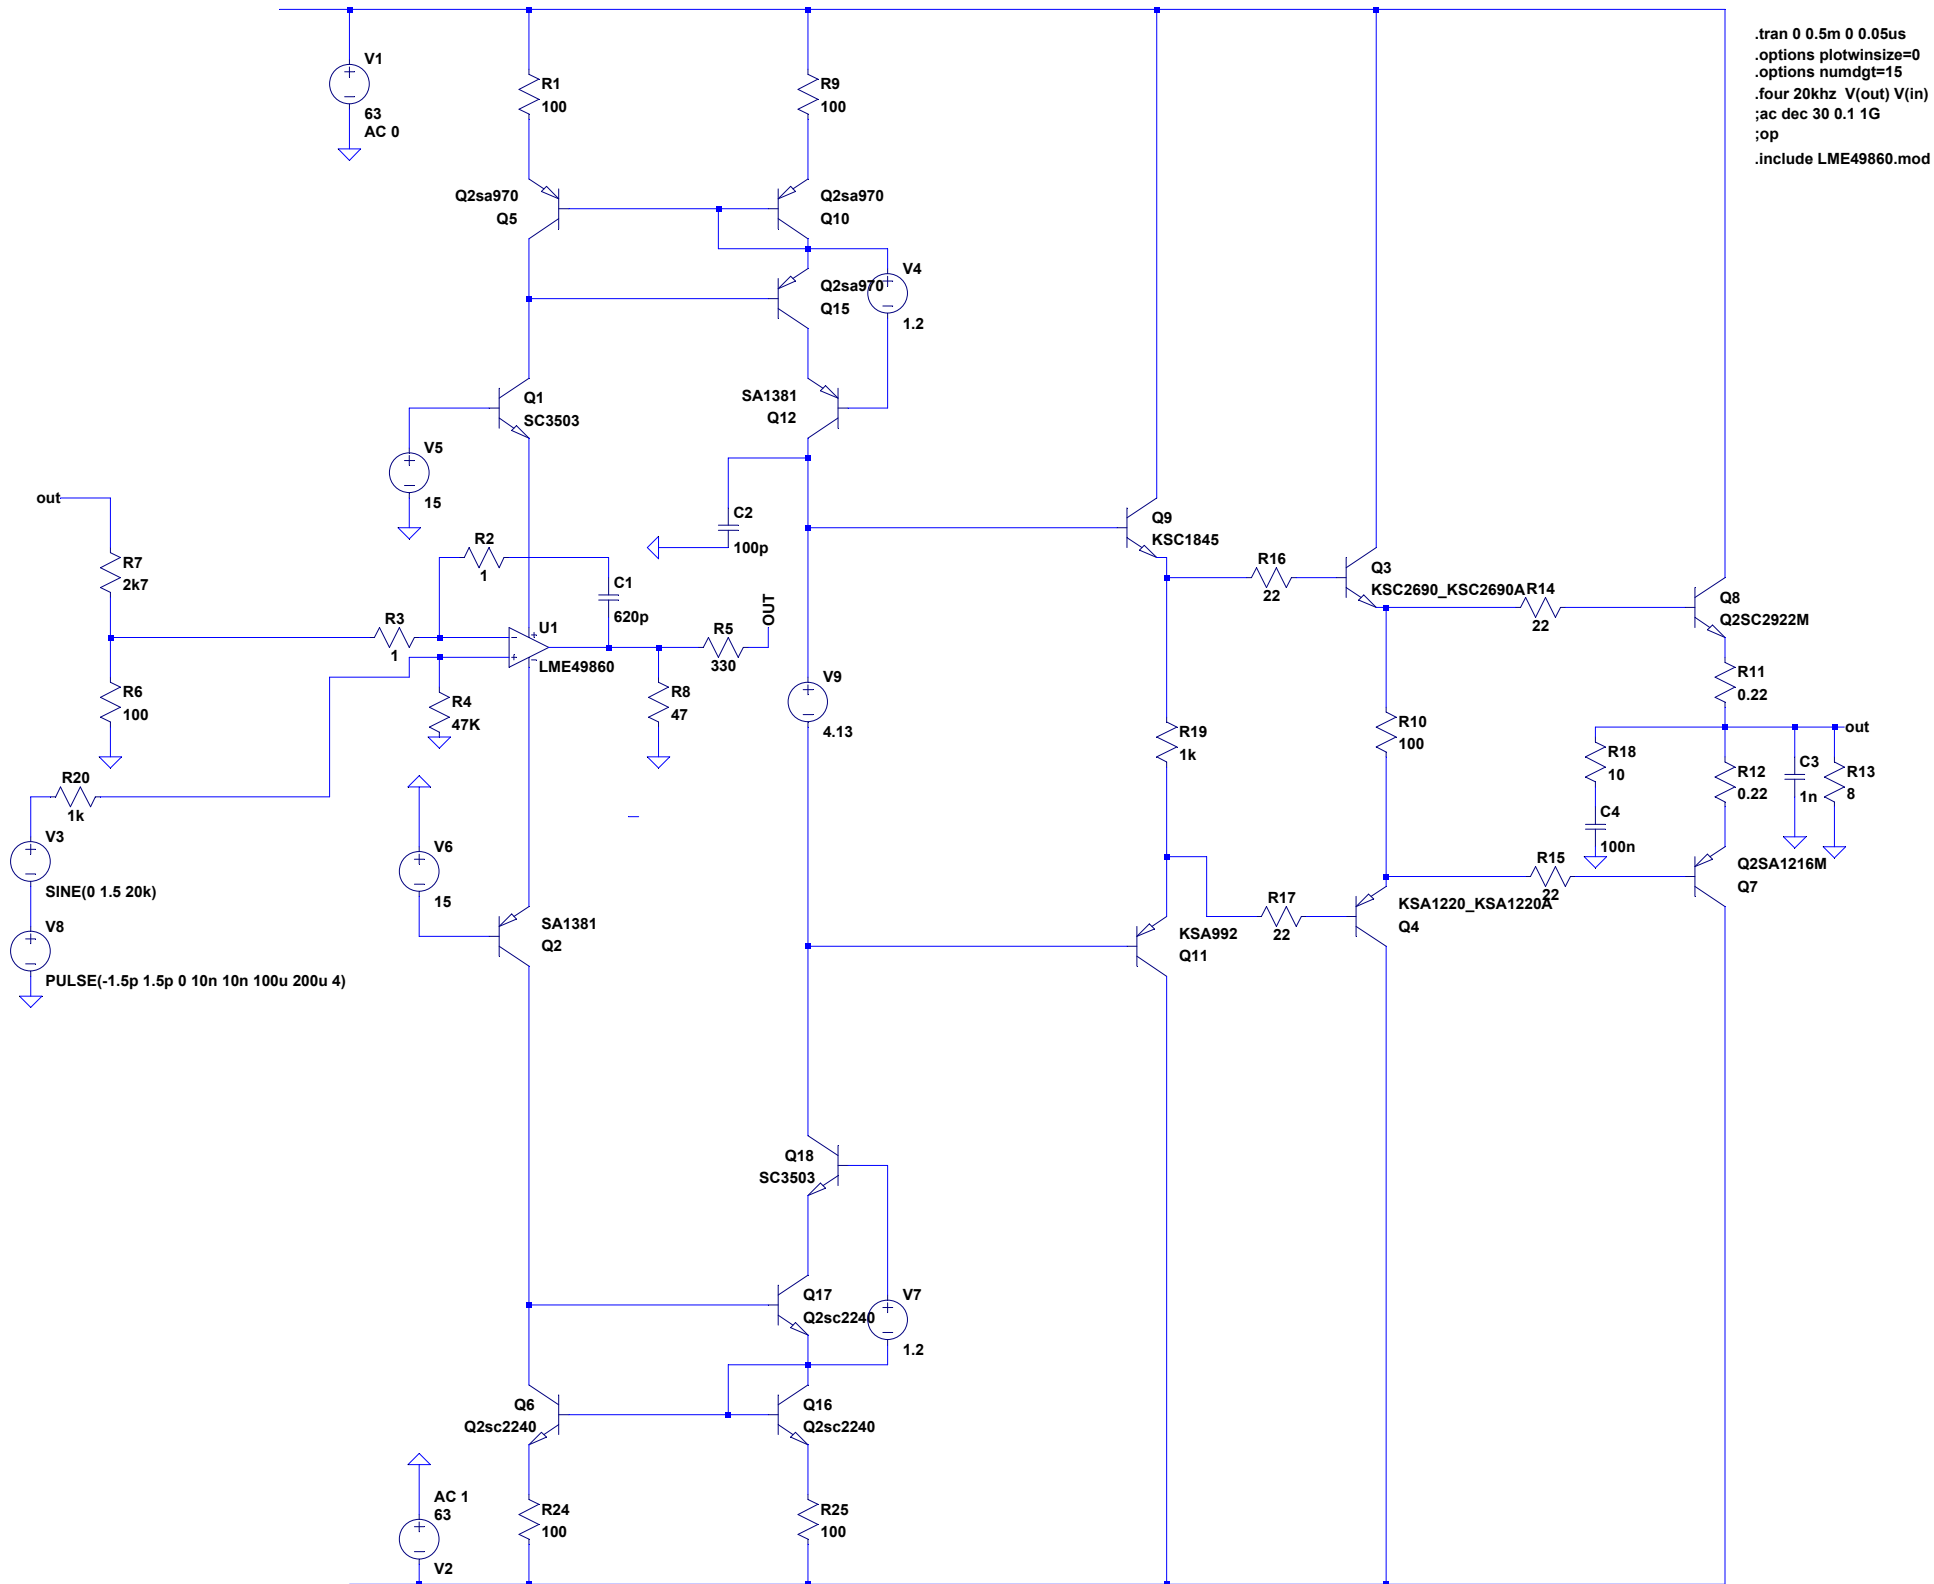 .tran 0 0.5m 0 0.05us
.options plotwinsize=0
.options numdgt=15
.four 20khz V(out) V(in)
;ac dec 30 0.1 1G
;op
.include LME49860.mod
V1
63
AC 0
R1
100
R9
100
Q2sa970
Q5
Q2sa970
Q10
V4
1.2
Q2sa970
Q15
Q1
SC3503
SA1381
Q12
V5
15
out
R7
2k7
R2
1
C1
620p
C2
100p
OUT
Q9
KSC1845
R16
22
Q3
KSC2690_KSC2690A
R14
22
Q8
Q2SC2922M
R3
1
U1
LME49860
R5
330
R6
100
R4
47K
R8
47
V9
4.13
R19
1k
R10
100
R11
0.22
out
R18
10
R12
0.22
C3
1n
R13
8
C4
100n
R20
1k
V3
SINE(0 1.5 20k)
V8
PULSE(-1.5p 1.5p 0 10n 10n 100u 200u 4)
V6
15
SA1381
Q2
R17
22
KSA992
Q11
KSA1220_KSA1220A
Q4
R15
22
Q2SA1216M
Q7
Q18
SC3503
Q17
Q2sc2240
V7
1.2
Q6
Q2sc2240
Q16
Q2sc2240
AC 1
63
V2
R24
100
R25
100